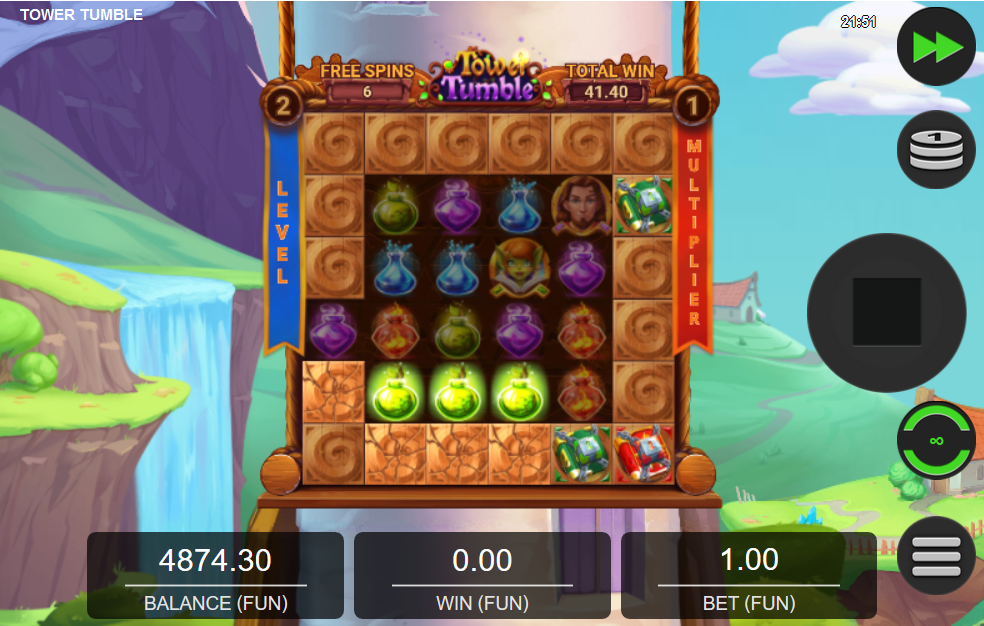 TOWER TUMBLE
21:51
FREE SPINS
6
Tower
Tumble
TOTAL WIN
41.40
2
1
LEVEL
MULTIPLIER
1
∞
4874.30
BALANCE (FUN)
0.00
WIN (FUN)
1.00
BET (FUN)